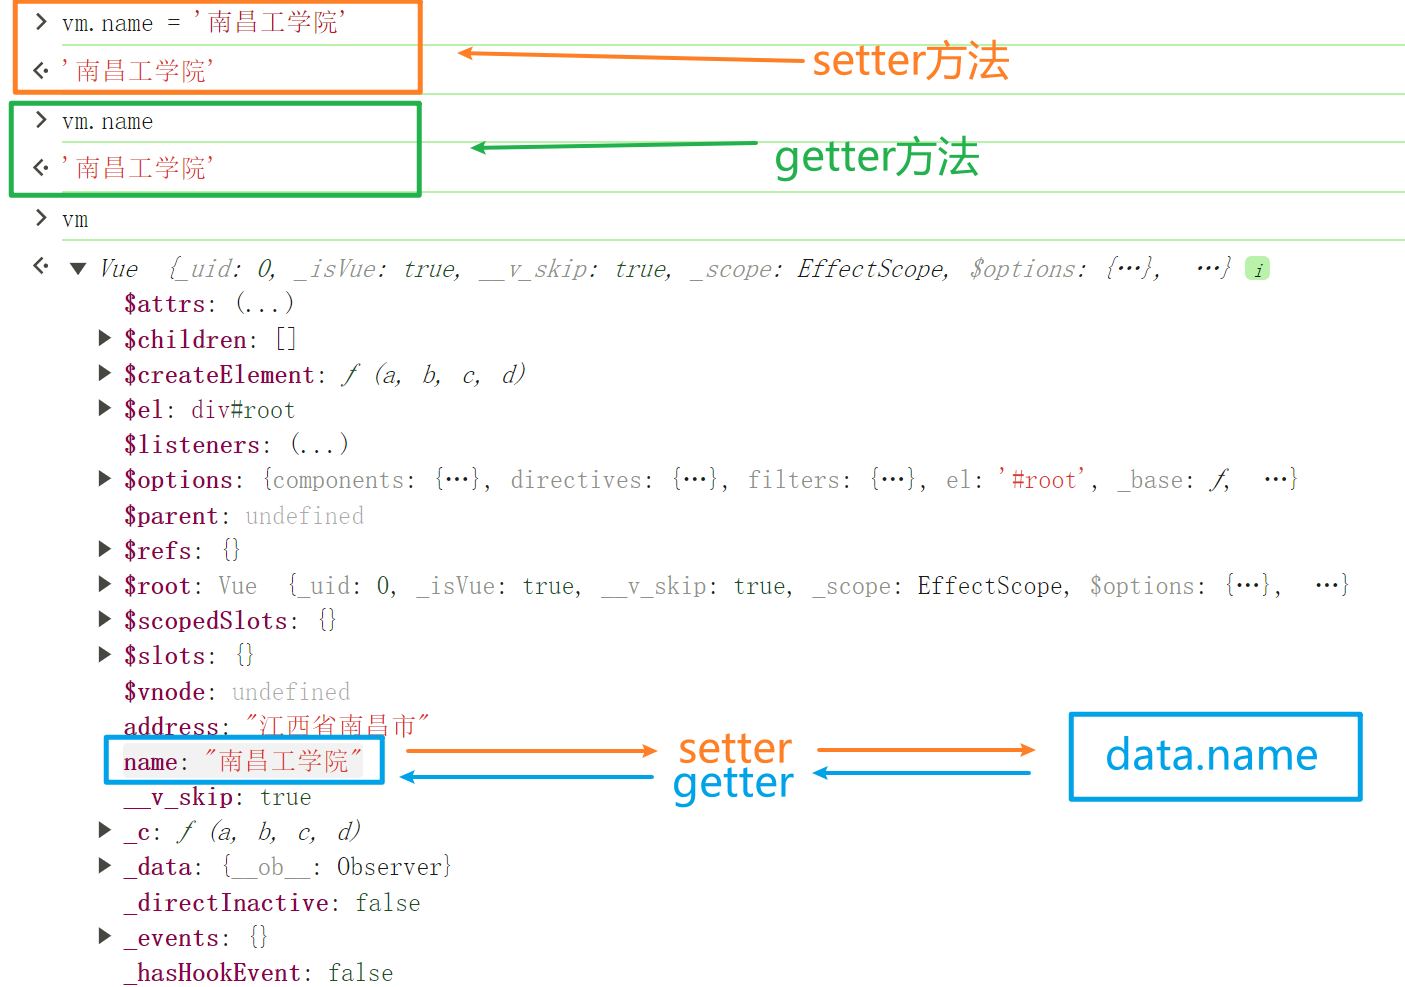 > vm.name = '南昌工学院'
setter方法
<· '南昌工学院'
> vm.name
getter方法
<· '南昌工学院'
> vm
<· ▼ Vue {_uid: 0, _isVue: true, __v_skip: true, _scope: EffectScope, $options: {…}, …} i
$attrs: (...)
▶ $children: []
▶ $createElement: ƒ (a, b, c, d)
▶ $el: div#root
$listeners: (...)
▶ $options: {components: {…}, directives: {…}, filters: {…}, el: '#root', _base: ƒ, …}
$parent: undefined
▶ $refs: {}
▶ $root: Vue {_uid: 0, _isVue: true, __v_skip: true, _scope: EffectScope, $options: {…}, …}
▶ $scopedSlots: {}
▶ $slots: {}
$vnode: undefined
address: "江西省南昌市"
name: "南昌工学院"
setter
getter
data.name
__v_skip: true
▶ _c: ƒ (a, b, c, d)
▶ _data: {__ob__: Observer}
_directInactive: false
▶ _events: {}
_hasHookEvent: false